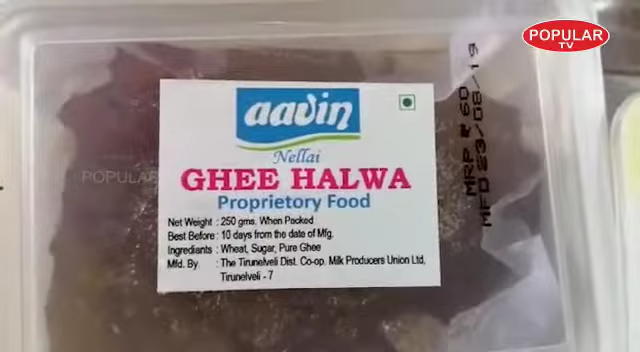 POPULAR
TV
aavin
Nellai
GHEE HALWA
Proprietory Food
Net Weight : 250 gms. When Packed
Best Before : 10 days from the date of Mfg.
Ingrediants : Wheat, Sugar, Pure Ghee
Mfd. By : The Tirunelveli Dist. Co-op. Milk Producers Union Ltd,
Tirunelveli - 7
MRP ₹ 60
MFD 23/08/19
POPULAR